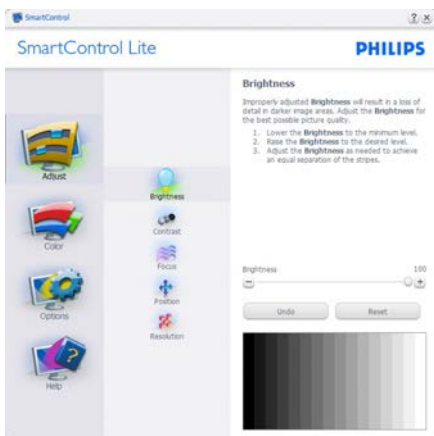 SmartControl
SmartControl Lite
PHILIPS
Adjust
Color
Options
Help
Brightness
Contrast
Focus
Position
Resolution
Brightness
Improperly adjusted Brightness will result in a loss of
detail in darker image areas. Adjust the Brightness for
the best possible picture quality.
1. Lower the Brightness to the minimum level.
2. Raise the Brightness to the desired level.
3. Adjust the Brightness as needed to achieve
an equal separation of the stripes.
Brightness 100
Undo Reset